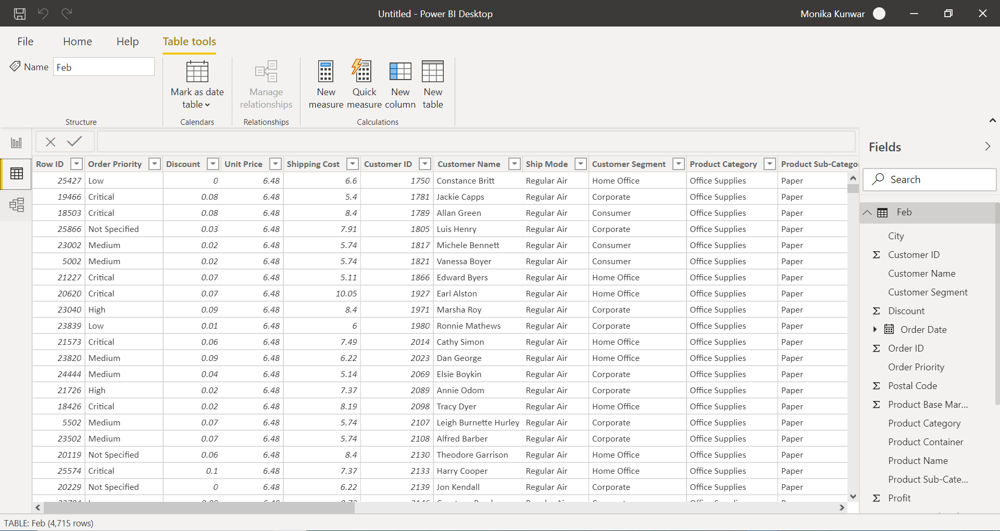 Untitled - Power BI Desktop
Monika Kunwar
File Home Help Table tools
Name Feb
Mark as date table
Manage relationships
New measure
Quick measure
New column
New table
Structure Calendars Relationships Calculations
Fields
Search
Row ID Order Priority Discount Unit Price Shipping Cost Customer ID Customer Name Ship Mode Customer Segment Product Category Product Sub-Catego
25427 Low 0 6.48 6.6 1750 Constance Britt Regular Air Home Office Office Supplies Paper
19466 Critical 0.08 6.48 5.4 1781 Jackie Capps Regular Air Corporate Office Supplies Paper
18503 Critical 0.08 6.48 8.4 1789 Allan Green Regular Air Consumer Office Supplies Paper
25866 Not Specified 0.03 6.48 7.91 1805 Luis Henry Regular Air Corporate Office Supplies Paper
23002 Medium 0.02 6.48 5.74 1817 Michele Bennett Regular Air Consumer Office Supplies Paper
5002 Medium 0.02 6.48 5.74 1821 Vanessa Boyer Regular Air Consumer Office Supplies Paper
21227 Critical 0.07 6.48 5.11 1866 Edward Byers Regular Air Home Office Office Supplies Paper
20620 Critical 0.07 6.48 10.05 1927 Earl Alston Regular Air Home Office Office Supplies Paper
23040 High 0.09 6.48 8.4 1971 Marsha Roy Regular Air Corporate Office Supplies Paper
23839 Low 0.01 6.48 6 1980 Ronnie Mathews Regular Air Corporate Office Supplies Paper
21573 Critical 0.06 6.48 7.49 2014 Cathy Simon Regular Air Home Office Office Supplies Paper
23820 Medium 0.09 6.48 6.22 2023 Dan George Regular Air Home Office Office Supplies Paper
24444 Medium 0.04 6.48 5.14 2069 Elsie Boykin Regular Air Corporate Office Supplies Paper
21726 High 0.02 6.48 7.37 2089 Annie Odom Regular Air Corporate Office Supplies Paper
18426 Critical 0.02 6.48 8.19 2098 Tracy Dyer Regular Air Home Office Office Supplies Paper
5502 Medium 0.07 6.48 5.74 2107 Leigh Burnette Hurley Regular Air Corporate Office Supplies Paper
23502 Medium 0.07 6.48 5.74 2108 Alfred Barber Regular Air Corporate Office Supplies Paper
20119 Not Specified 0.06 6.48 8.4 2130 Theodore Garrison Regular Air Home Office Office Supplies Paper
25574 Critical 0.1 6.48 7.37 2133 Harry Cooper Regular Air Home Office Office Supplies Paper
20229 Not Specified 0 6.48 6.22 2139 Jon Kendall Regular Air Corporate Office Supplies Paper
Feb
City
Σ Customer ID
Customer Name
Customer Segment
Σ Discount
Order Date
Σ Order ID
Order Priority
Σ Postal Code
Σ Product Base Mar...
Product Category
Product Container
Product Name
Product Sub-Cate...
Σ Profit
TABLE: Feb (4,715 rows)